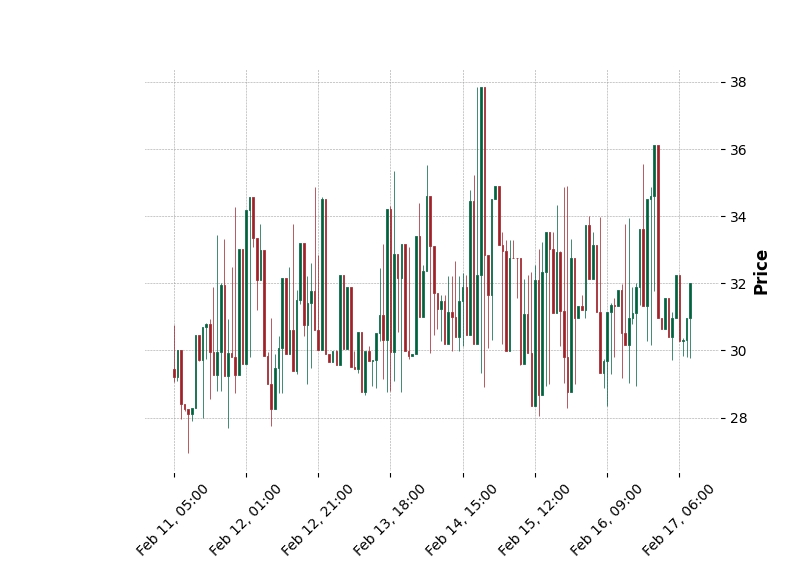 38
36
34
32
30
28
Price
Feb 11, 05:00
Feb 12, 01:00
Feb 12, 21:00
Feb 13, 18:00
Feb 14, 15:00
Feb 15, 12:00
Feb 16, 09:00
Feb 17, 06:00